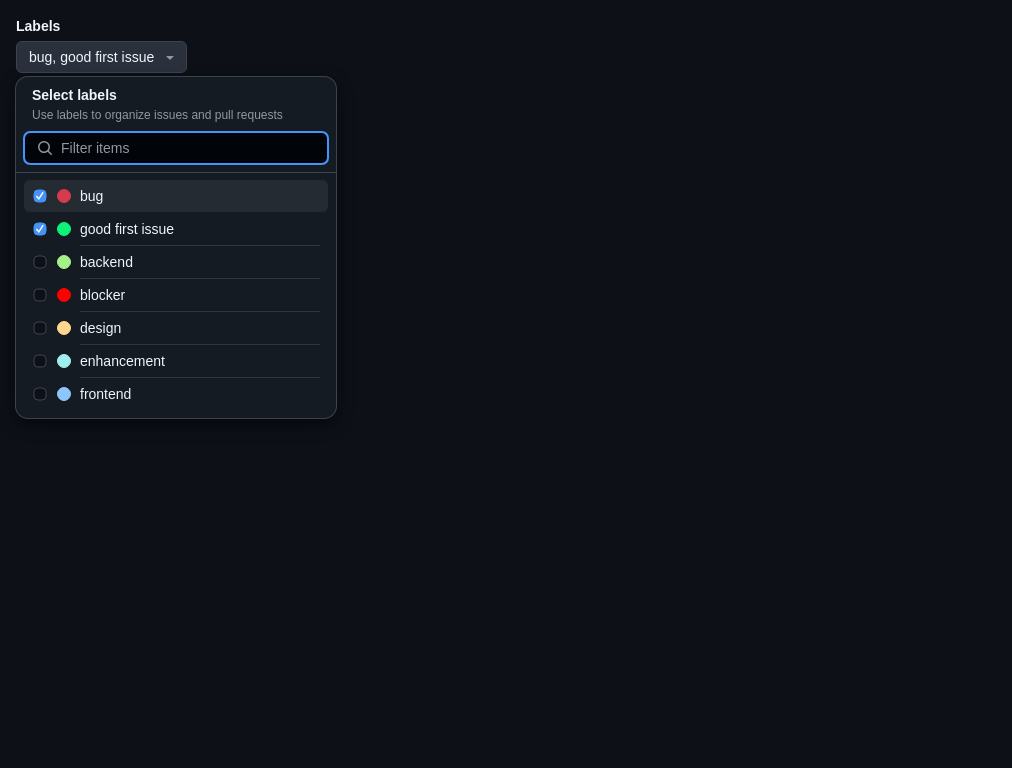 Labels
bug, good first issue
Select labels
Use labels to organize issues and pull requests
Filter items
bug
good first issue
backend
blocker
design
enhancement
frontend